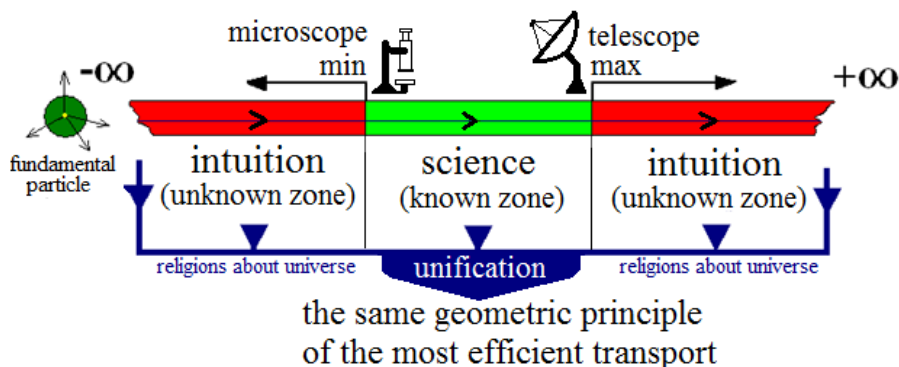 microscope
min
telescope
max
-∞
+∞
fundamental
particle
intuition
(unknown zone)
science
(known zone)
intuition
(unknown zone)
religions about universe
unification
religions about universe
the same geometric principle
of the most efficient transport